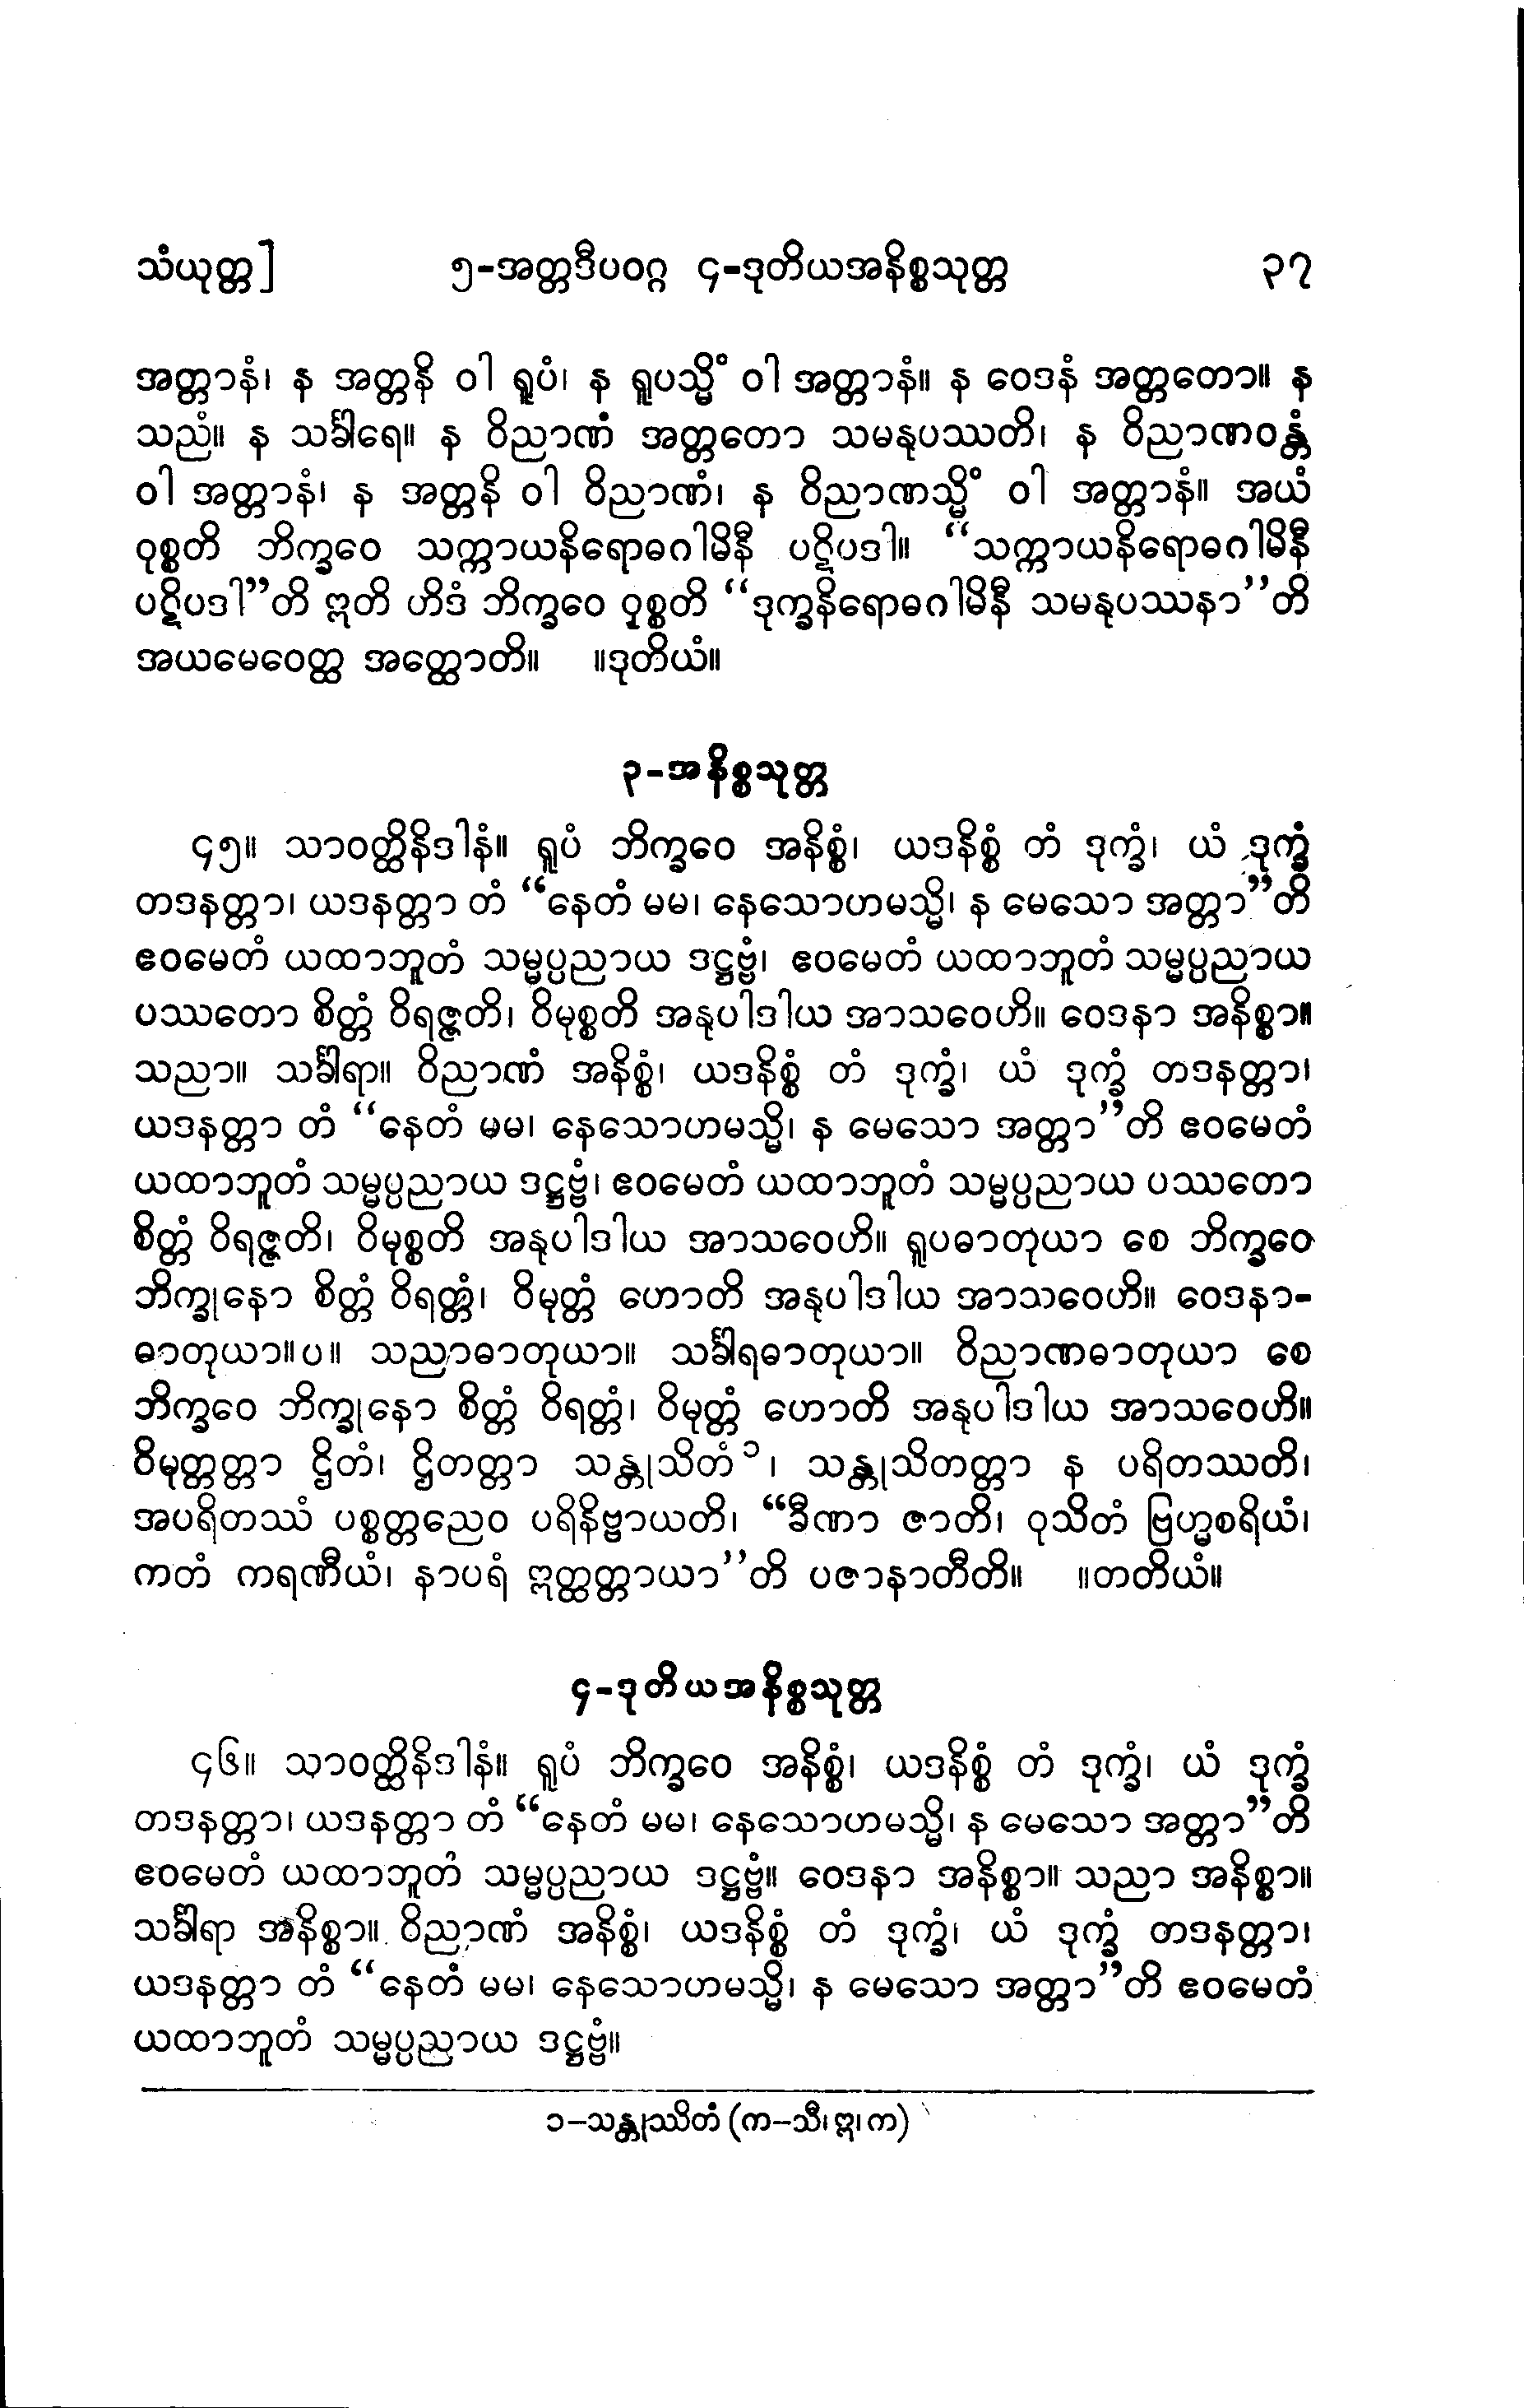 သံယုတ္တ] ၅-အတ္တဒီပဝဂ္ဂ ၄-ဒုတိယအနိစ္စသုတ္တ ၃၇
အတ္တာနံ၊ န အတ္တနိ ဝါ ရူပံ၊ န ရူပသ္မိံ ဝါ အတ္တာနံ။ န ဝေဒနံ အတ္တတော။ န
သညံ။ န သင်္ခါရေ။ န ဝိညာဏံ အတ္တတော သမနုပဿတိ၊ န ဝိညာဏဝန္တံ
ဝါ အတ္တာနံ၊ န အတ္တနိ ဝါ ဝိညာဏံ၊ န ဝိညာဏသ္မိံ ဝါ အတ္တာနံ။ အယံ
ဝုစ္စတိ ဘိက္ခဝေ သက္ကာယနိရောဓဂါမိနီ ပဋိပဒါ။ “သက္ကာယနိရောဓဂါမိနီ
ပဋိပဒါ”တိ ဣတိ ဟိဒံ ဘိက္ခဝေ ဝုစ္စတိ “ဒုက္ခနိရောဓဂါမိနီ သမနုပဿနာ”တိ
အယမေဝေတ္ထ အတ္ထောတိ။ ။ဒုတိယံ။
၃-အနိစ္စသုတ္တ
၄၅။ သာဝတ္ထိနိဒါနံ။ ရူပံ ဘိက္ခဝေ အနိစ္စံ၊ ယဒနိစ္စံ တံ ဒုက္ခံ၊ ယံ ဒုက္ခံ
တဒနတ္တာ၊ ယဒနတ္တာ တံ “နေတံ မမ၊ နေသောဟမသ္မိ၊ န မေသော အတ္တာ”တိ
ဧဝမေတံ ယထာဘူတံ သမ္မပ္ပညာယ ဒဋ္ဌဗ္ဗံ၊ ဧဝမေတံ ယထာဘူတံ သမ္မပ္ပညာယ
ပဿတော စိတ္တံ ဝိရဇ္ဇတိ၊ ဝိမုစ္စတိ အနုပါဒါယ အာသဝေဟိ။ ဝေဒနာ အနိစ္စာ။
သညာ။ သင်္ခါရာ။ ဝိညာဏံ အနိစ္စံ၊ ယဒနိစ္စံ တံ ဒုက္ခံ၊ ယံ ဒုက္ခံ တဒနတ္တာ၊
ယဒနတ္တာ တံ “နေတံ မမ၊ နေသောဟမသ္မိ၊ န မေသော အတ္တာ”တိ ဧဝမေတံ
ယထာဘူတံ သမ္မပ္ပညာယ ဒဋ္ဌဗ္ဗံ၊ ဧဝမေတံ ယထာဘူတံ သမ္မပ္ပညာယ ပဿတော
စိတ္တံ ဝိရဇ္ဇတိ၊ ဝိမုစ္စတိ အနုပါဒါယ အာသဝေဟိ။ ရူပဓာတုယာ စေ ဘိက္ခဝေ
ဘိက္ခုနော စိတ္တံ ဝိရတ္တံ၊ ဝိမုတ္တံ ဟောတိ အနုပါဒါယ အာသဝေဟိ။ ဝေဒနာ-
ဓာတုယာ။ပ။ သညာဓာတုယာ။ သင်္ခါရဓာတုယာ။ ဝိညာဏဓာတုယာ စေ
ဘိက္ခဝေ ဘိက္ခုနော စိတ္တံ ဝိရတ္တံ၊ ဝိမုတ္တံ ဟောတိ အနုပါဒါယ အာသဝေဟိ။
ဝိမုတ္တတ္တာ ဌိတံ၊ ဌိတတ္တာ သန္တုသိတံ၁၊ သန္တုသိတတ္တာ န ပရိတဿတိ၊
အပရိတဿံ ပစ္စတ္တညေဝ ပရိနိဗ္ဗာယတိ၊ “ခီဏာ ဇာတိ၊ ဝုသိတံ ဗြဟ္မစရိယံ၊
ကတံ ကရဏီယံ၊ နာပရံ ဣတ္ထတ္တာယာ”တိ ပဇာနာတီတိ။ ။တတိယံ။
၄-ဒုတိယအနိစ္စသုတ္တ
၄၆။ သာဝတ္ထိနိဒါနံ။ ရူပံ ဘိက္ခဝေ အနိစ္စံ၊ ယဒနိစ္စံ တံ ဒုက္ခံ၊ ယံ ဒုက္ခံ
တဒနတ္တာ၊ ယဒနတ္တာ တံ “နေတံ မမ၊ နေသောဟမသ္မိ၊ န မေသော အတ္တာ”တိ
ဧဝမေတံ ယထာဘူတံ သမ္မပ္ပညာယ ဒဋ္ဌဗ္ဗံ။ ဝေဒနာ အနိစ္စာ။ သညာ အနိစ္စာ။
သင်္ခါရာ အနိစ္စာ။ ဝိညာဏံ အနိစ္စံ၊ ယဒနိစ္စံ တံ ဒုက္ခံ၊ ယံ ဒုက္ခံ တဒနတ္တာ၊
ယဒနတ္တာ တံ “နေတံ မမ၊ နေသောဟမသ္မိ၊ န မေသော အတ္တာ”တိ ဧဝမေတံ
ယထာဘူတံ သမ္မပ္ပညာယ ဒဋ္ဌဗ္ဗံ။
၁-သန္တုဿိတံ (က-သီ၊ဣ၊က)